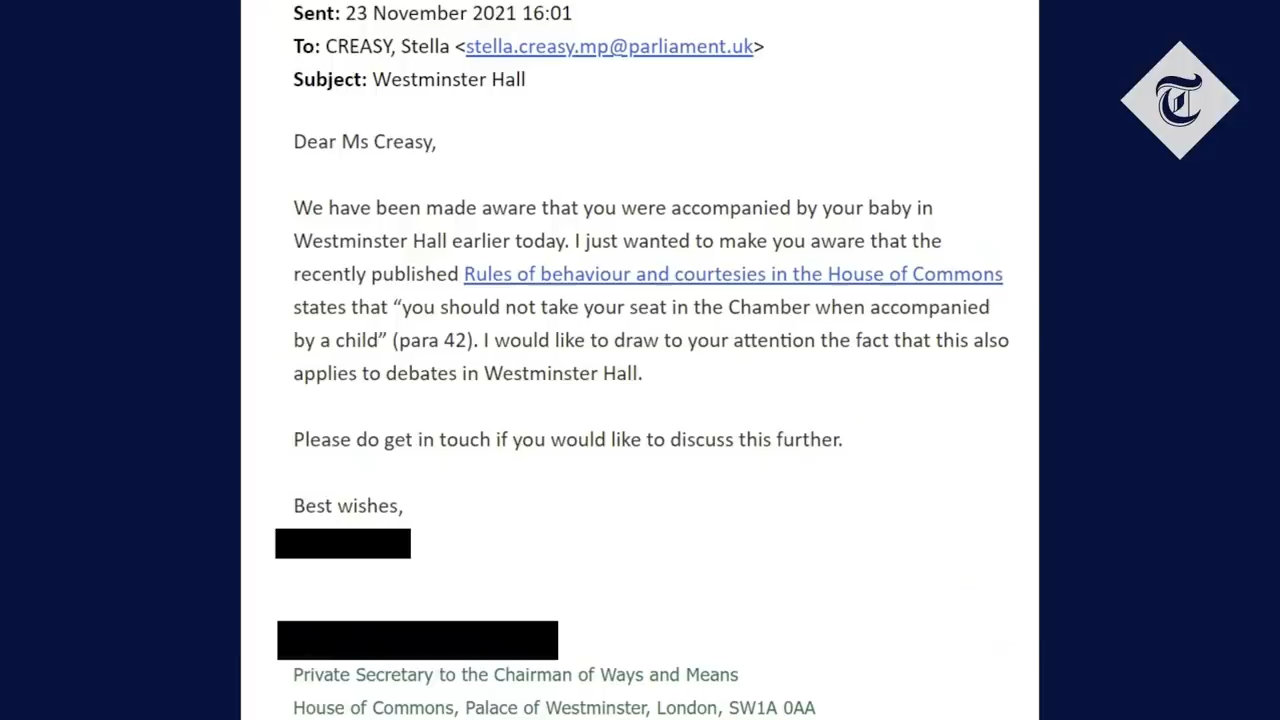 Sent: 23 November 2021 16:01
To: CREASY, Stella <stella.creasy.mp@parliament.uk>
Subject: Westminster Hall
Dear Ms Creasy,
We have been made aware that you were accompanied by your baby in
Westminster Hall earlier today. I just wanted to make you aware that the
recently published Rules of behaviour and courtesies in the House of Commons
states that “you should not take your seat in the Chamber when accompanied
by a child” (para 42). I would like to draw to your attention the fact that this also
applies to debates in Westminster Hall.
Please do get in touch if you would like to discuss this further.
Best wishes,
Private Secretary to the Chairman of Ways and Means
House of Commons, Palace of Westminster, London, SW1A 0AA
T